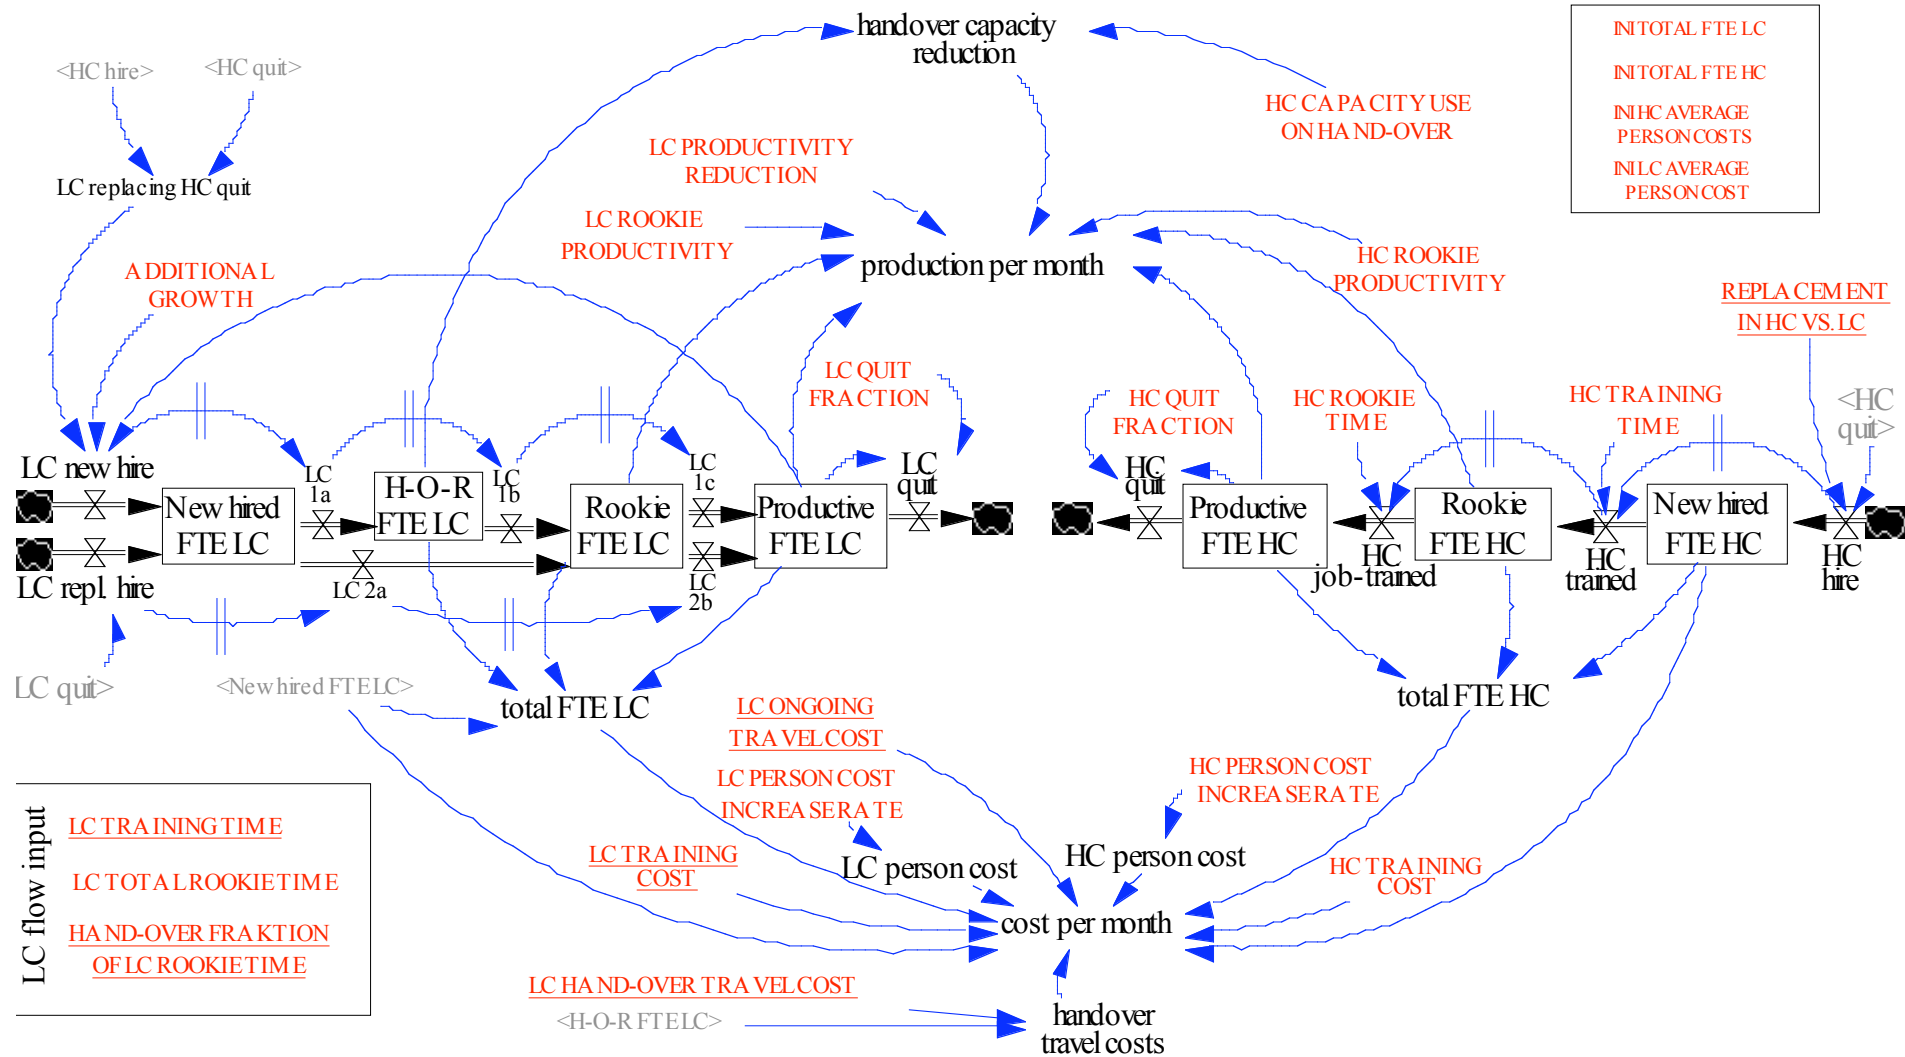 handover capacity
reduction
INI TOTAL FTE LC
INI TOTAL FTE HC
INI HC AVERAGE
PERSON COSTS
INI LC AVERAGE
PERSON COST
<HC hire>
<HC quit>
HC CAPACITY USE
ON HAND-OVER
LC PRODUCTIVITY
REDUCTION
LC replacing HC quit
LC ROOKIE
PRODUCTIVITY
ADDITIONAL
GROWTH
production per month
HC ROOKIE
PRODUCTIVITY
REPLACEMENT
IN HC VS. LC
LC QUIT
FRACTION
HC QUIT
FRACTION
HC ROOKIE
TIME
HC TRAINING
TIME
<HC
quit>
LC new hire
LC
1a
LC
1b
LC
1c
LC
quit
HC
quit
New hired
FTE LC
H-O-R
FTE LC
Rookie
FTE LC
Productive
FTE LC
Productive
FTE HC
Rookie
FTE HC
New hired
FTE HC
LC repl. hire
LC 2a
LC
2b
HC
job-trained
HC
trained
HC
hire
LC quit>
<New hired FTE LC>
total FTE LC
total FTE HC
LC ONGOING
TRAVEL COST
LC PERSON COST
INCREASE RATE
HC PERSON COST
INCREASE RATE
LC flow input
LC TRAINING TIME
LC TOTAL ROOKIE TIME
HAND-OVER FRAKTION
OF LC ROOKIE TIME
LC TRAINING
COST
LC person cost
HC person cost
HC TRAINING
COST
cost per month
LC HAND-OVER TRAVEL COST
<H-O-R FTE LC>
handover
travel costs